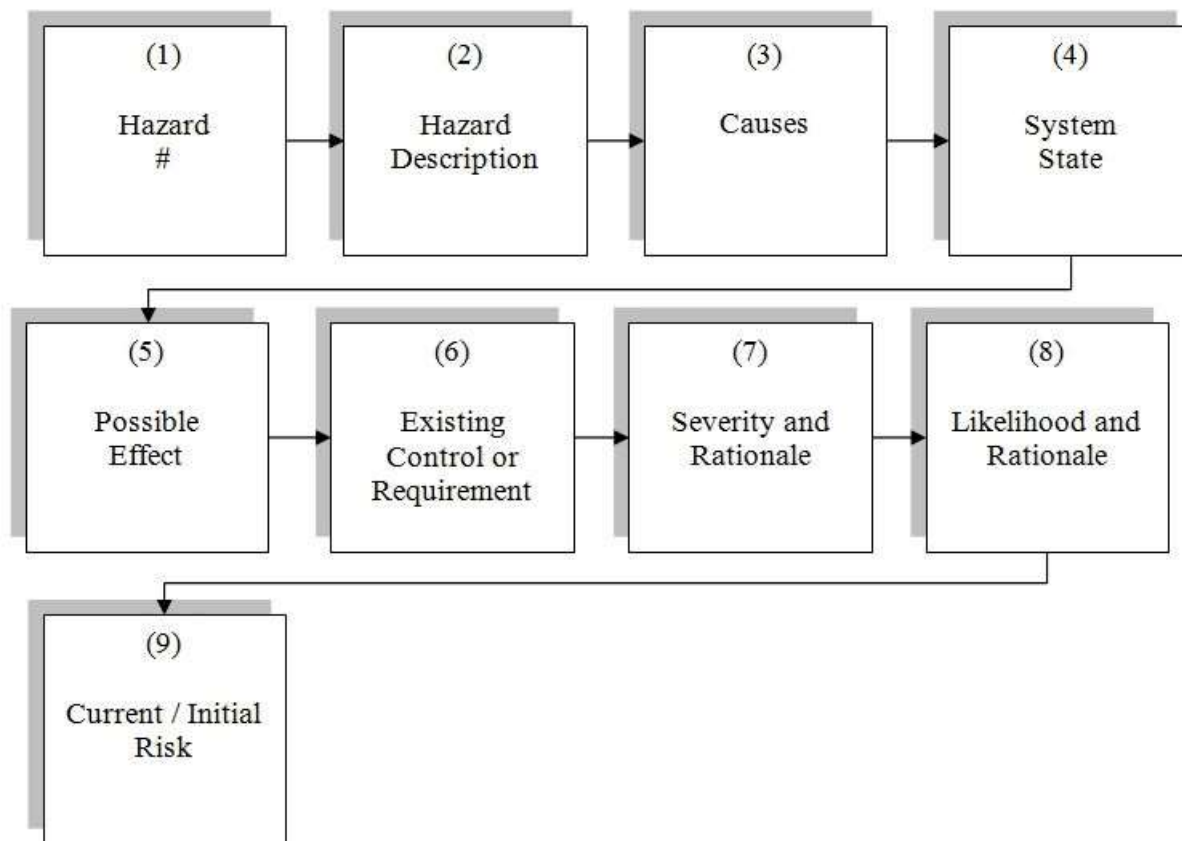 (1)
Hazard
#
(2)
Hazard
Description
(3)
Causes
(4)
System
State
(5)
Possible
Effect
(6)
Existing
Control or
Requirement
(7)
Severity and
Rationale
(8)
Likelihood and
Rationale
(9)
Current / Initial
Risk